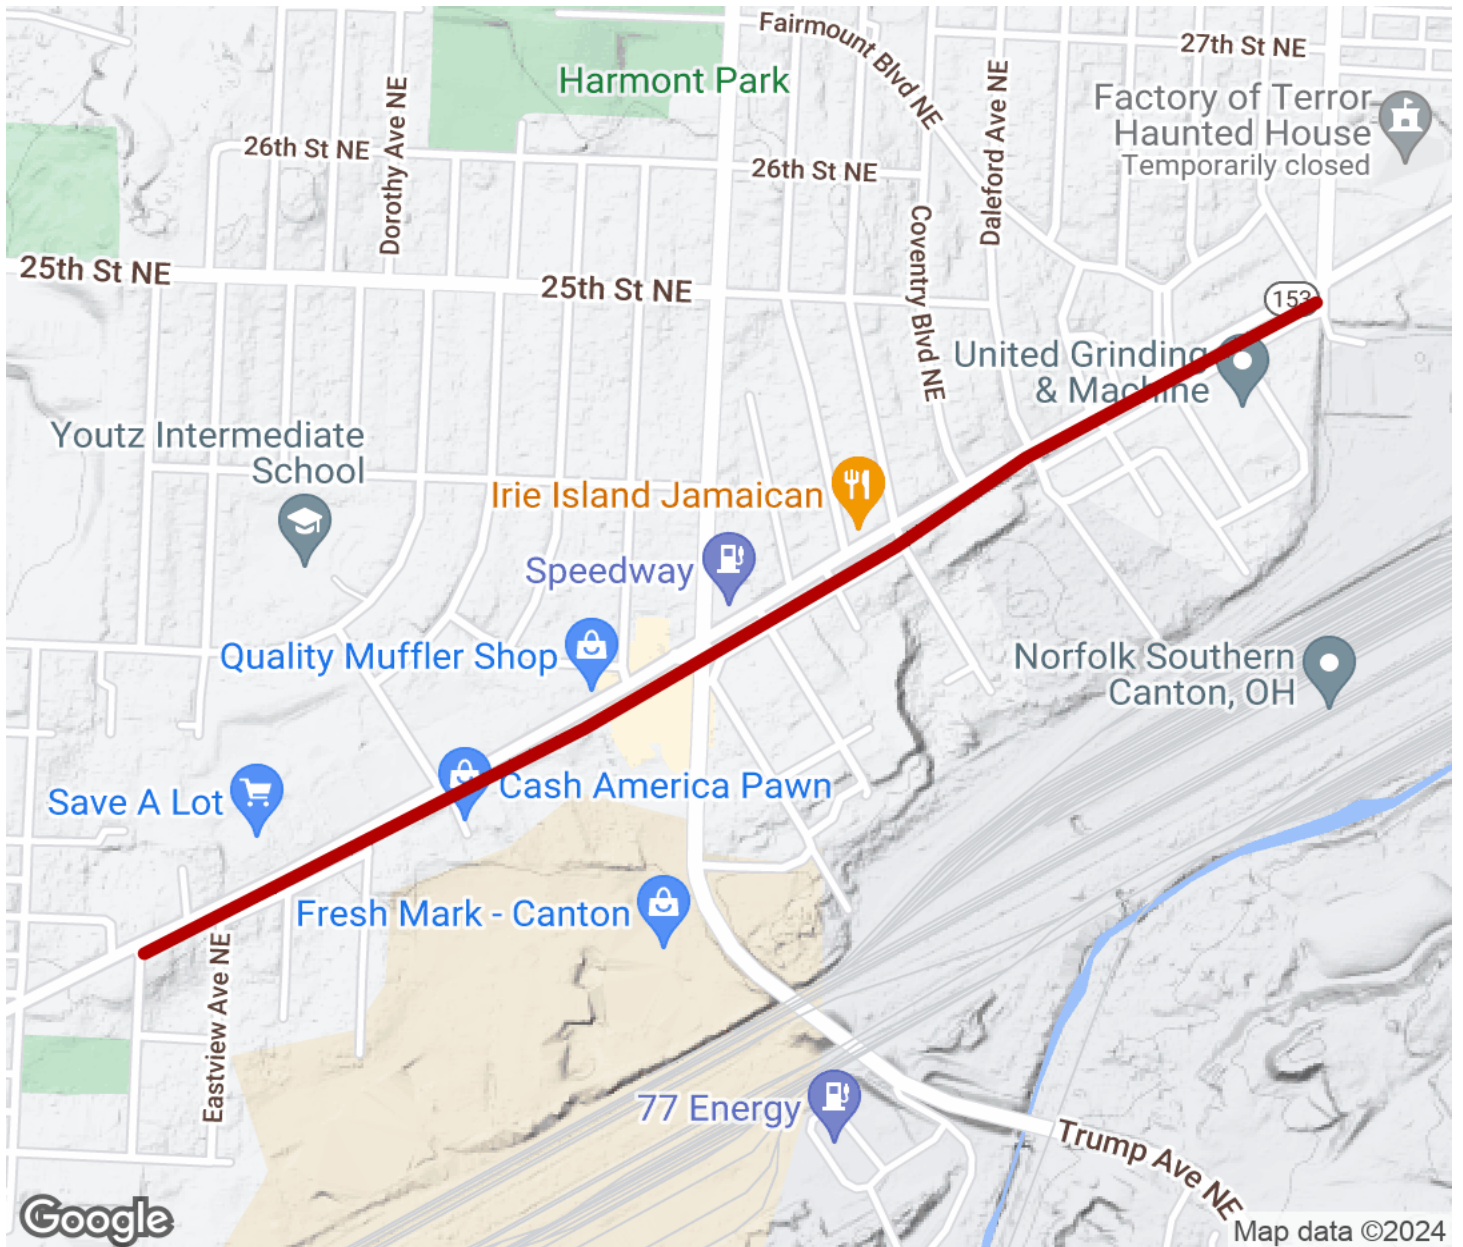 Fairmount Blvd NE
27th St NE
Harmont Park
Dorothy Ave NE
Daleford Ave NE
Factory of Terror
Haunted House
Temporarily closed
26th St NE
26th St NE
Coventry Blvd NE
25th St NE
25th St NE
153
United Grinding
& Machine
Youtz Intermediate
School
Irie Island Jamaican
Speedway
Quality Muffler Shop
Norfolk Southern
Canton, OH
Cash America Pawn
Save A Lot
Fresh Mark - Canton
Eastview Ave NE
77 Energy
Trump Ave NE
Google
Map data ©2024